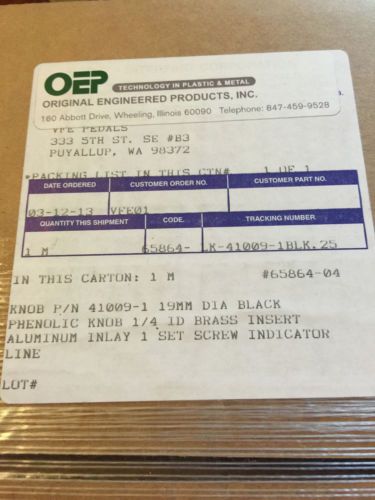 OEP
TECHNOLOGY IN PLASTIC & METAL
ORIGINAL ENGINEERED PRODUCTS, INC.
180 Abbott Drive, Wheeling, Illinois 60090 Telephone: 847-459-9528
VFE PEDALS
333 5TH ST. SE #B3
PUYALLUP, WA 98372
*PACKING LIST IN THIS CTN# 1 OF 1
DATE ORDERED CUSTOMER ORDER NO. CUSTOMER PART NO.
03-12-13 VFE01
QUANTITY THIS SHIPMENT CODE. TRACKING NUMBER
1 M 65864- LK-41009-1BLK.25
IN THIS CARTON: 1 M #65864-04
KNOB P/N 41009-1 19MM DIA BLACK
PHENOLIC KNOB 1/4 ID BRASS INSERT
ALUMINUM INLAY 1 SET SCREW INDICATOR
LINE
LOT#